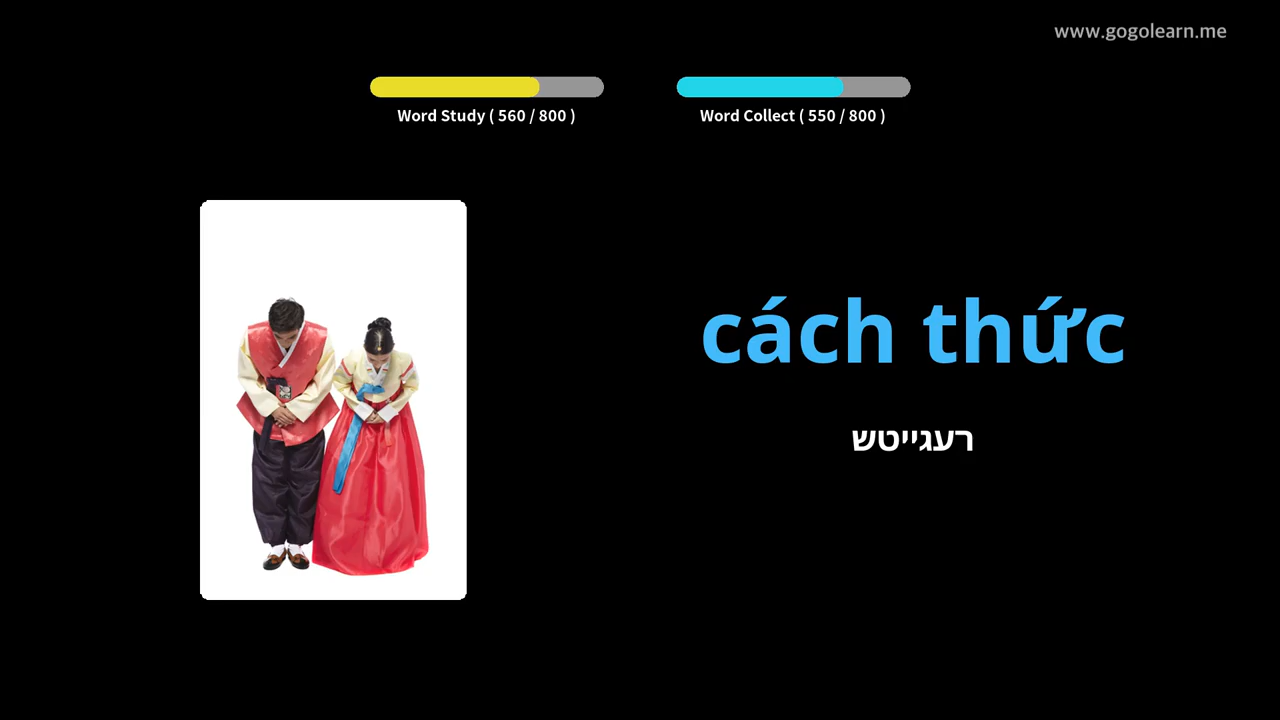 www.gogolearn.me
Word Study ( 560 / 800 )
Word Collect ( 550 / 800 )
cách thức
רעגייטש